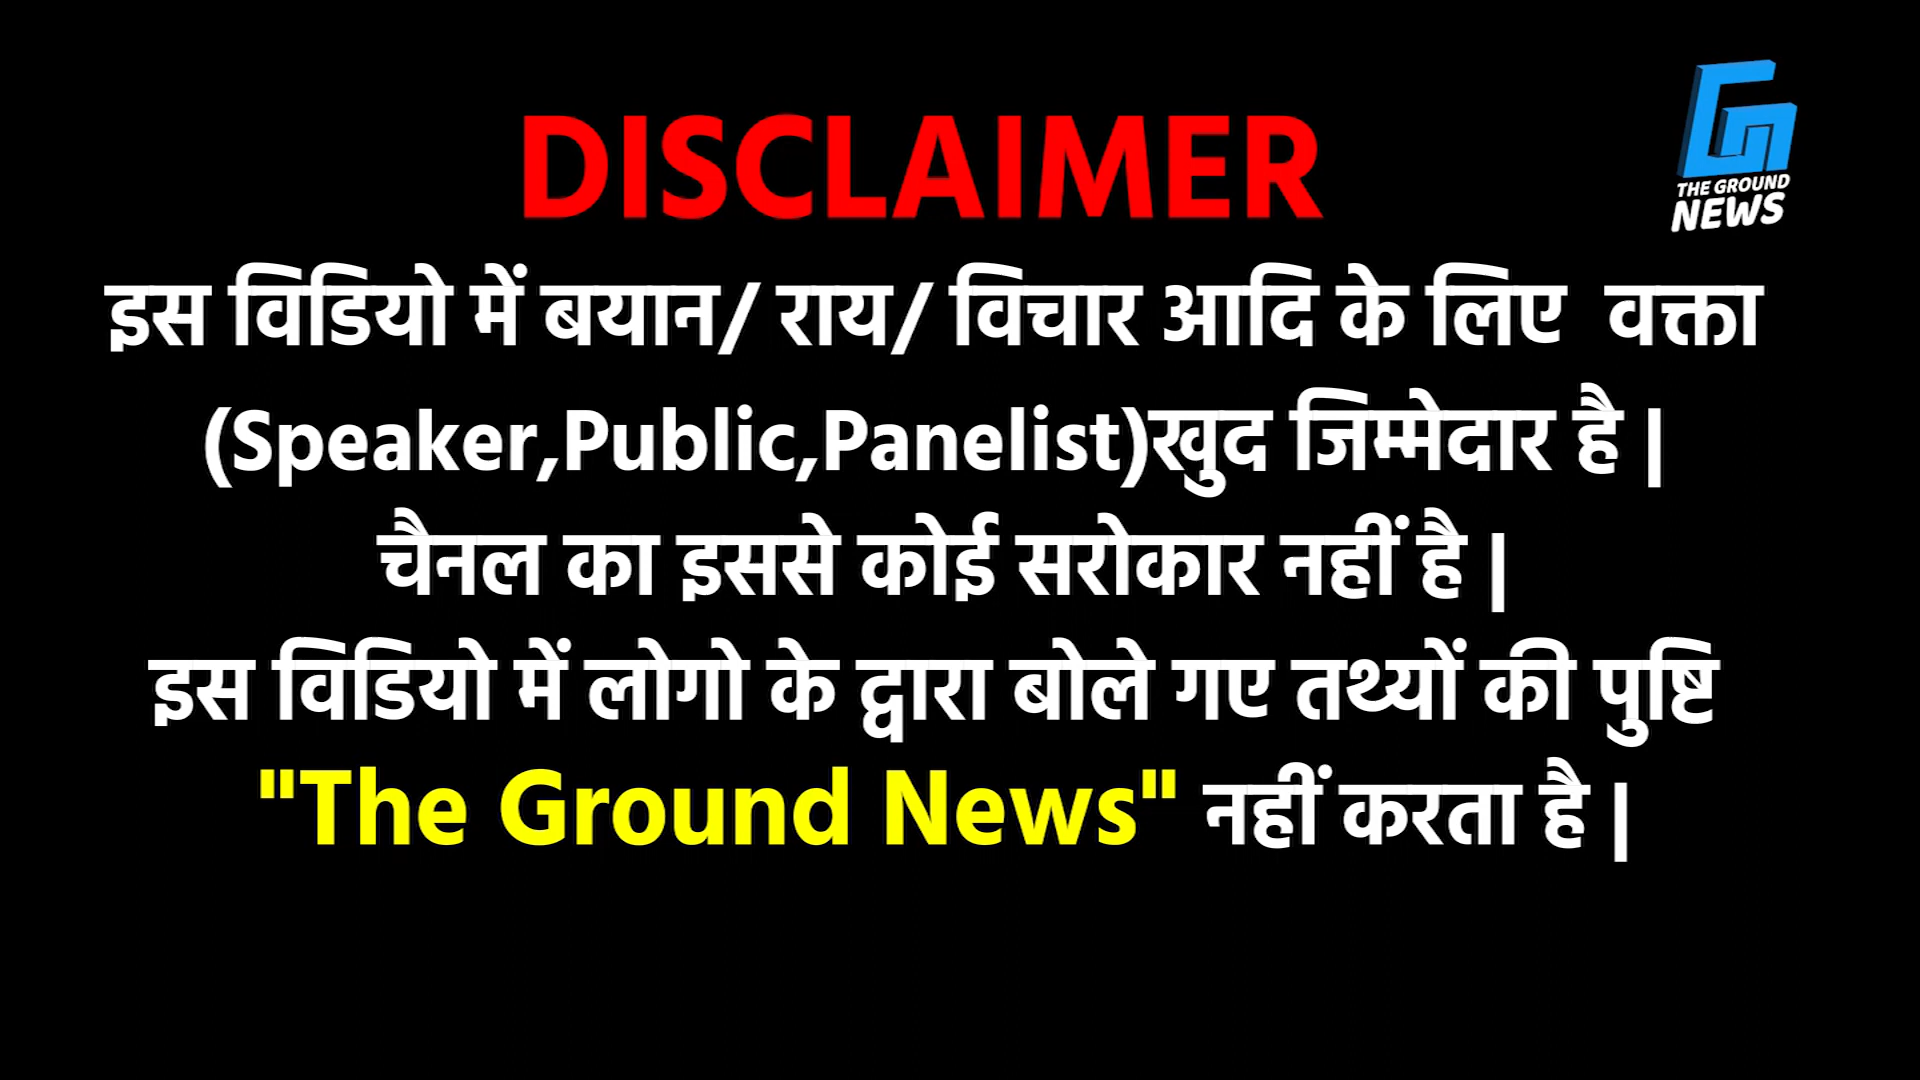 DISCLAIMER
THE GROUND
NEWS
इस विडियो में बयान/ राय/ विचार आदि के लिए  वक्ता
(Speaker,Public,Panelist)खुद जिम्मेदार है |
चैनल का इससे कोई सरोकार नहीं है |
इस विडियो में लोगो के द्वारा बोले गए तथ्यों की पुष्टि
"The Ground News" नहीं करता है |